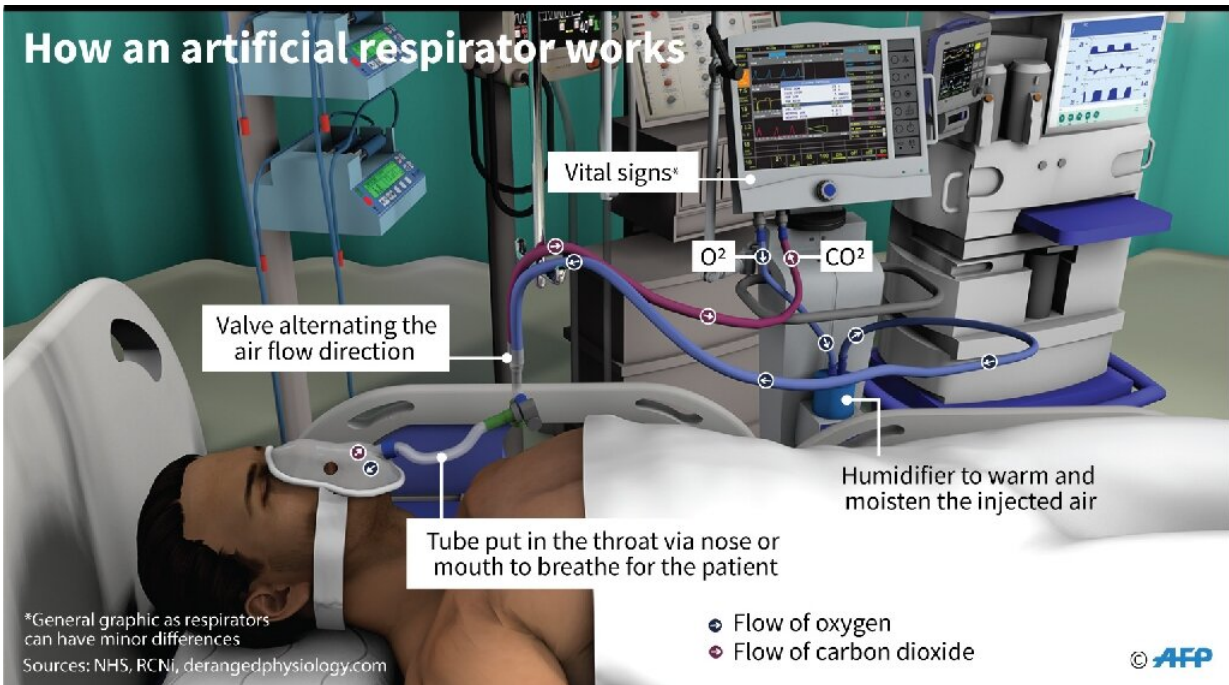 How an artificial respirator works
Vital signs*
O²
CO²
Valve alternating the
air flow direction
Humidifier to warm and
moisten the injected air
Tube put in the throat via nose or
mouth to breathe for the patient
*General graphic as respirators
can have minor differences
Sources: NHS, RCNi, derangedphysiology.com
Flow of oxygen
Flow of carbon dioxide
© AFP